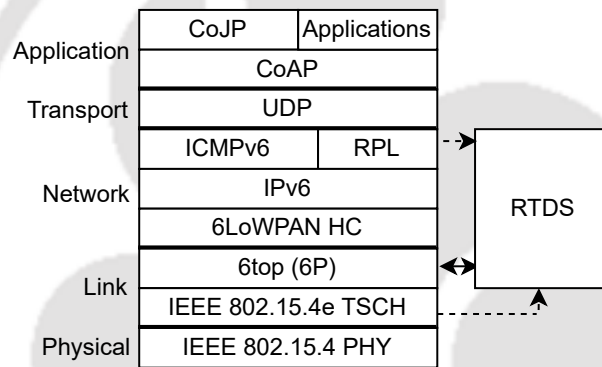 CoJP
Applications
Application
CoAP
Transport
UDP
ICMPv6
RPL
Network
IPv6
RTDS
6LoWPAN HC
6top (6P)
Link
IEEE 802.15.4e TSCH
Physical
IEEE 802.15.4 PHY